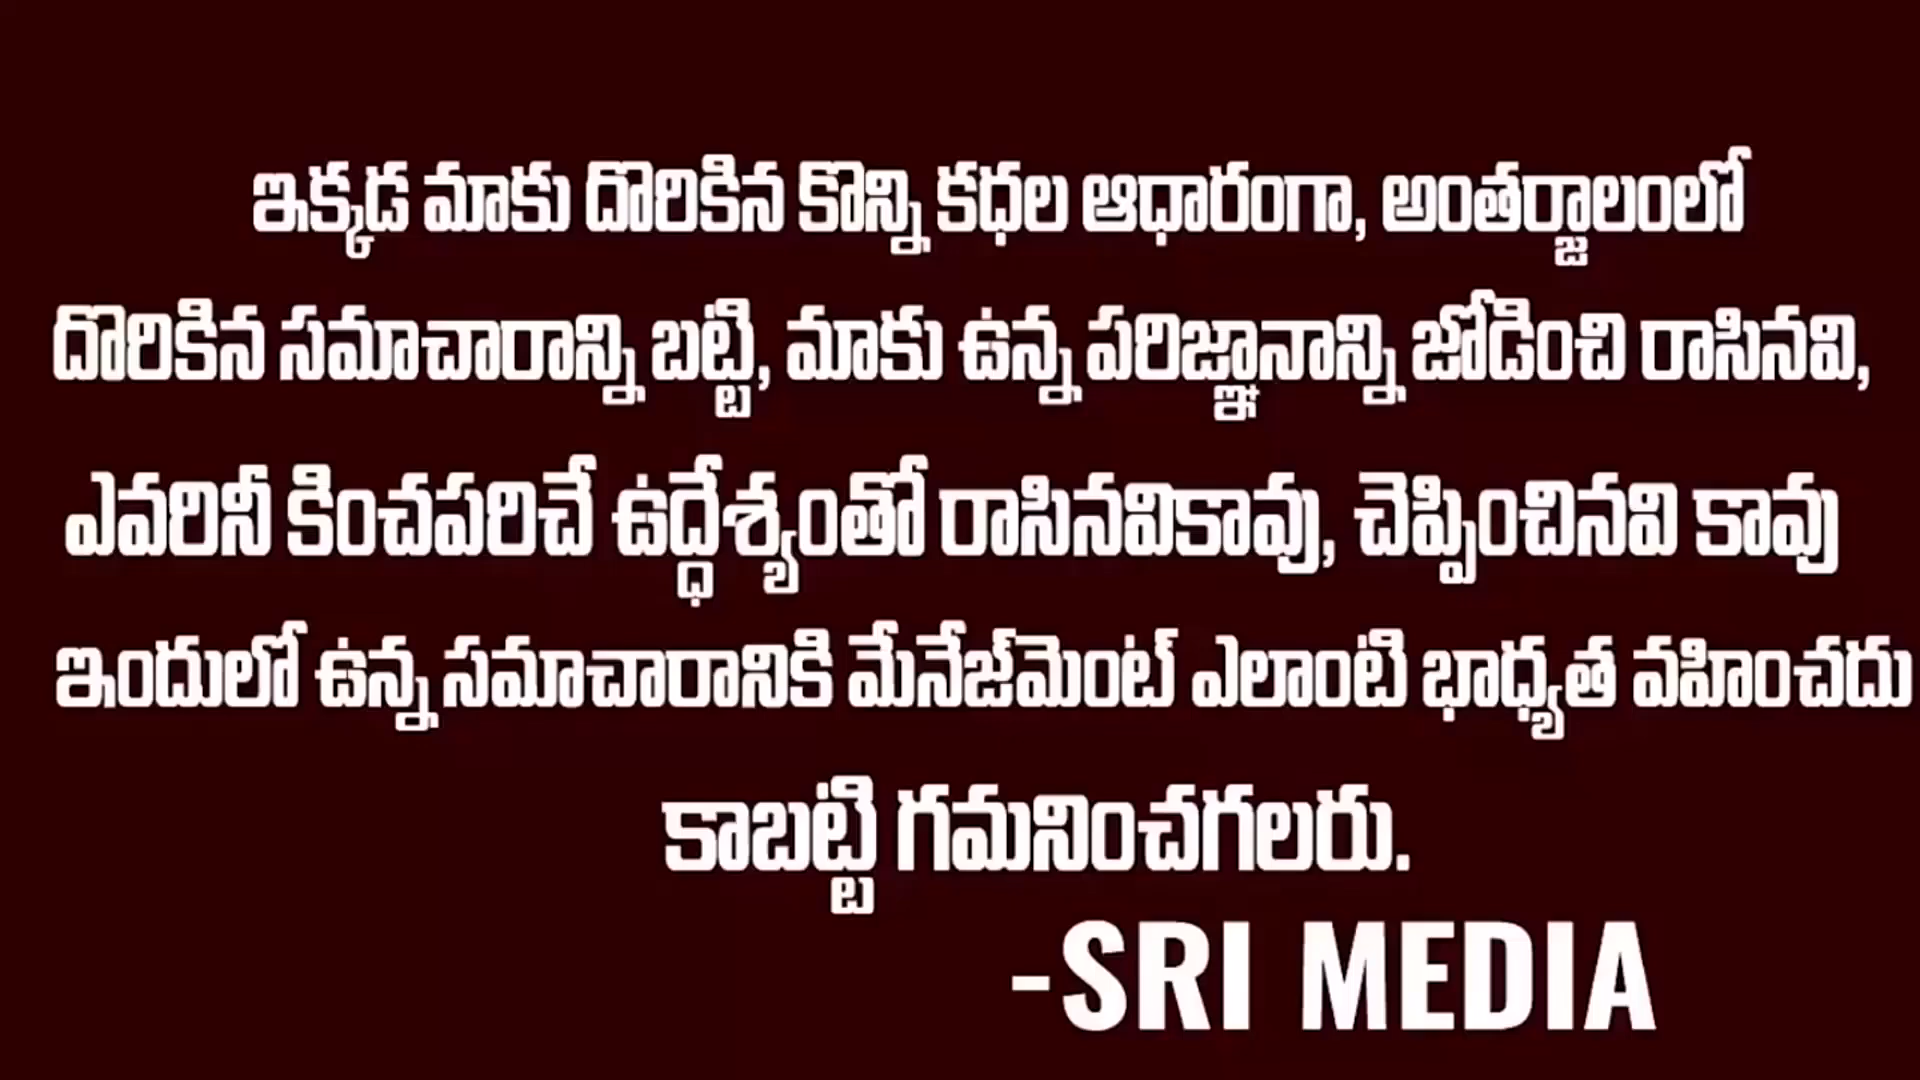 ఇక్కడ మాకు దొరికిన కొన్ని కధల ఆధారంగా, అంతర్జాలంలో
దొరికిన సమాచారాన్ని బట్టి, మాకు ఉన్న పరిజ్ఞానాన్ని జోడించి రాసినవి,
ఎవరినీ కించపరిచే ఉద్ధేశ్యంతో రాసినవికావు, చెప్పించినవి కావు
ఇందులో ఉన్న సమాచారానికి మేనేజ్‌మెంట్ ఎలాంటి భాధ్యత వహించదు
కాబట్టి గమనించగలరు.
-SRI MEDIA